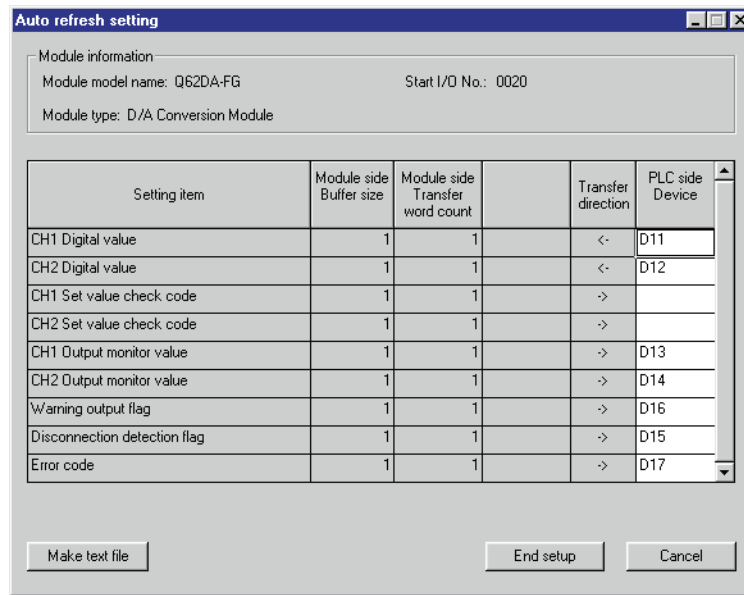 Auto refresh setting
Module information
Module model name: Q62DA-FG Start I/O No.: 0020
Module type: D/A Conversion Module
Setting item Module side Buffer size Module side Transfer word count Transfer direction PLC side Device
CH1 Digital value 1 1 <- D11
CH2 Digital value 1 1 <- D12
CH1 Set value check code 1 1 ->
CH2 Set value check code 1 1 ->
CH1 Output monitor value 1 1 -> D13
CH2 Output monitor value 1 1 -> D14
Warning output flag 1 1 -> D16
Disconnection detection flag 1 1 -> D15
Error code 1 1 -> D17
Make text file End setup Cancel